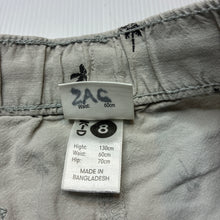 ZAC
Waist: 60cm
8
Hight: 130cm
Waist: 60cm
Hip: 70cm
MADE IN
BANGLADESH